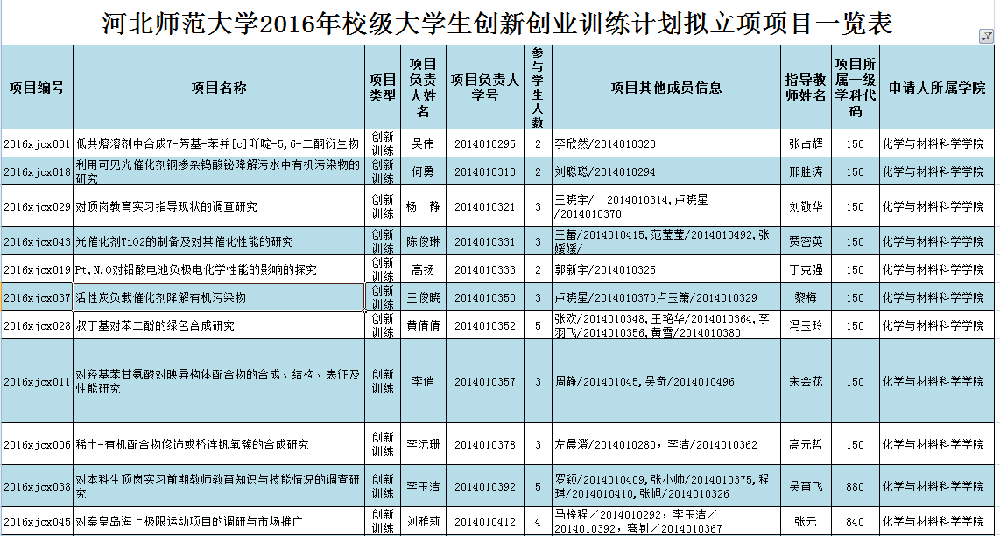 河北师范大学2016年校级大学生创新创业训练计划拟立项项目一览表
项目编号 项目名称 项目类型 项目负责人姓名 项目负责人学号 参与学生人数 项目其他成员信息 指导教师姓名 项目所属一级学科代码 申请人所属学院
2016xjcx001 低共熔溶剂中合成7-芳基-苯并[c]吖啶-5,6-二酮衍生物 创新训练 吴伟 2014010295 2 李欣然/2014010320 张占辉 150 化学与材料科学学院
2016xjcx018 利用可见光催化剂铜掺杂钨酸铋降解污水中有机污染物的研究 创新训练 何勇 2014010310 2 刘聪聪/2014010294 邢胜涛 150 化学与材料科学学院
2016xjcx029 对顶岗教育实习指导现状的调查研究 创新训练 杨 静 2014010321 3 王晓宇/ 2014010314,卢晓星/2014010370 刘敬华 150 化学与材料科学学院
2016xjcx043 光催化剂TiO2的制备及对其催化性能的研究 创新训练 陈俊琳 2014010331 3 王蕾/2014010415,范莹莹/2014010492,张媛媛/ 贾密英 150 化学与材料科学学院
2016xjcx019 Pt,N,O对铅酸电池负极电化学性能的影响的探究 创新训练 高扬 2014010333 2 郭新宇/2014010325 丁克强 150 化学与材料科学学院
2016xjcx037 活性炭负载催化剂降解有机污染物 创新训练 王俊晓 2014010350 3 卢晓星/2014010370卢玉箫/2014010329 黎梅 150 化学与材料科学学院
2016xjcx028 叔丁基对苯二酚的绿色合成研究 创新训练 黄倩倩 2014010352 5 张欢/2014010348,王艳华/2014010364,李羽飞/2014010356,黄雪/2014010380 冯玉玲 150 化学与材料科学学院
2016xjcx011 对羟基苯甘氨酸对映异构体配合物的合成、结构、表征及性能研究 创新训练 李俏 2014010357 3 周静/201401045,吴奇/2014010496 宋会花 150 化学与材料科学学院
2016xjcx006 稀土-有机配合物修饰或桥连钒氧簇的合成研究 创新训练 李沅珊 2014010378 3 左晨澄/2014010280，李洁/2014010362 高元哲 150 化学与材料科学学院
2016xjcx038 对本科生顶岗实习前期教师教育知识与技能情况的调查研究 创新训练 李玉洁 2014010392 5 罗颖/2014010409,张小帅/2014010375,程琪/2014010410,张旭/2014010326 吴育飞 880 化学与材料科学学院
2016xjcx045 对秦皇岛海上极限运动项目的调研与市场推广 创新训练 刘雅莉 2014010412 4 马梓程／2014010292，李玉洁／2014010392，骞钊／2014010367 张元 840 化学与材料科学学院